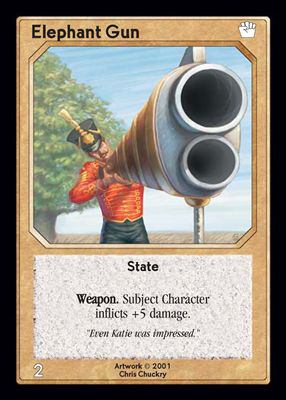 Elephant Gun
State
Weapon. Subject Character
inflicts +5 damage.
"Even Katie was impressed."
2
Artwork © 2001
Chris Chuckry